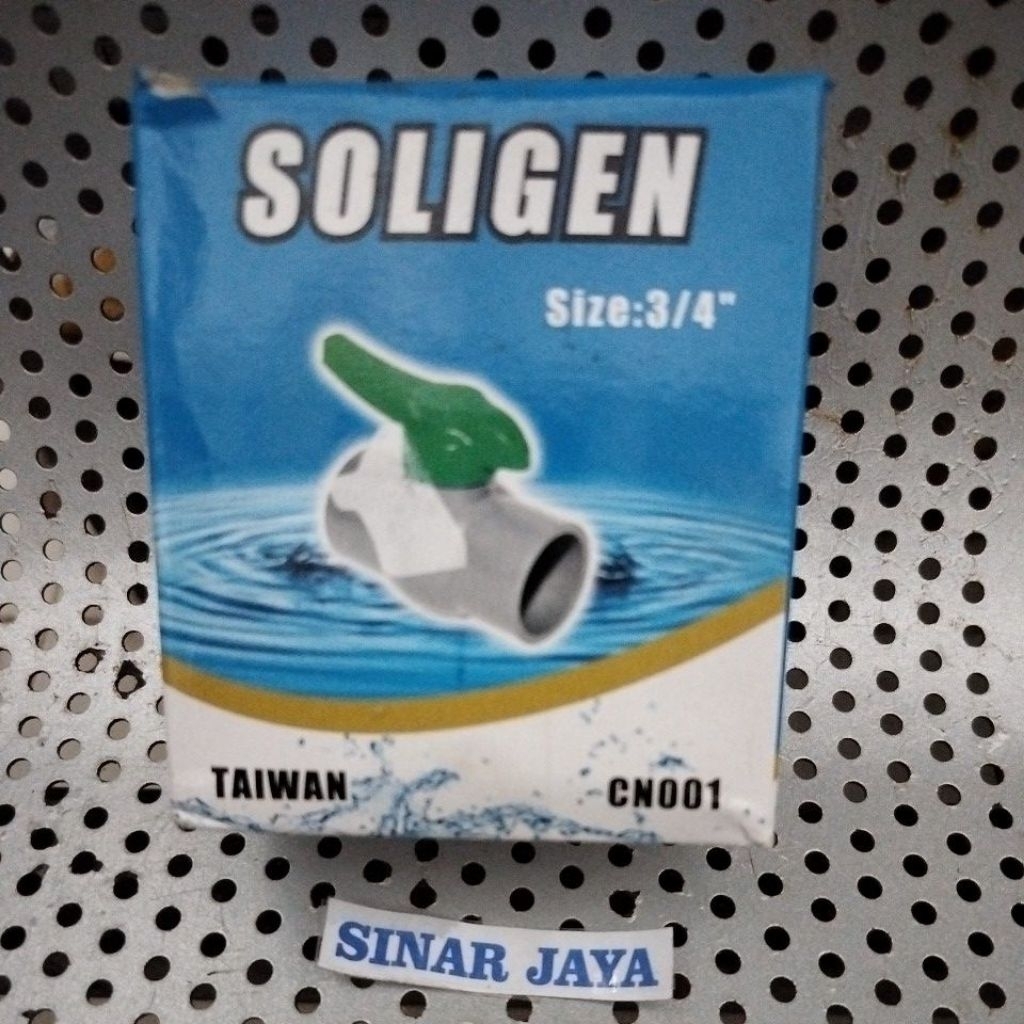 SOLIGEN
Size:3/4"
TAIWAN
CN001
SINAR JAYA